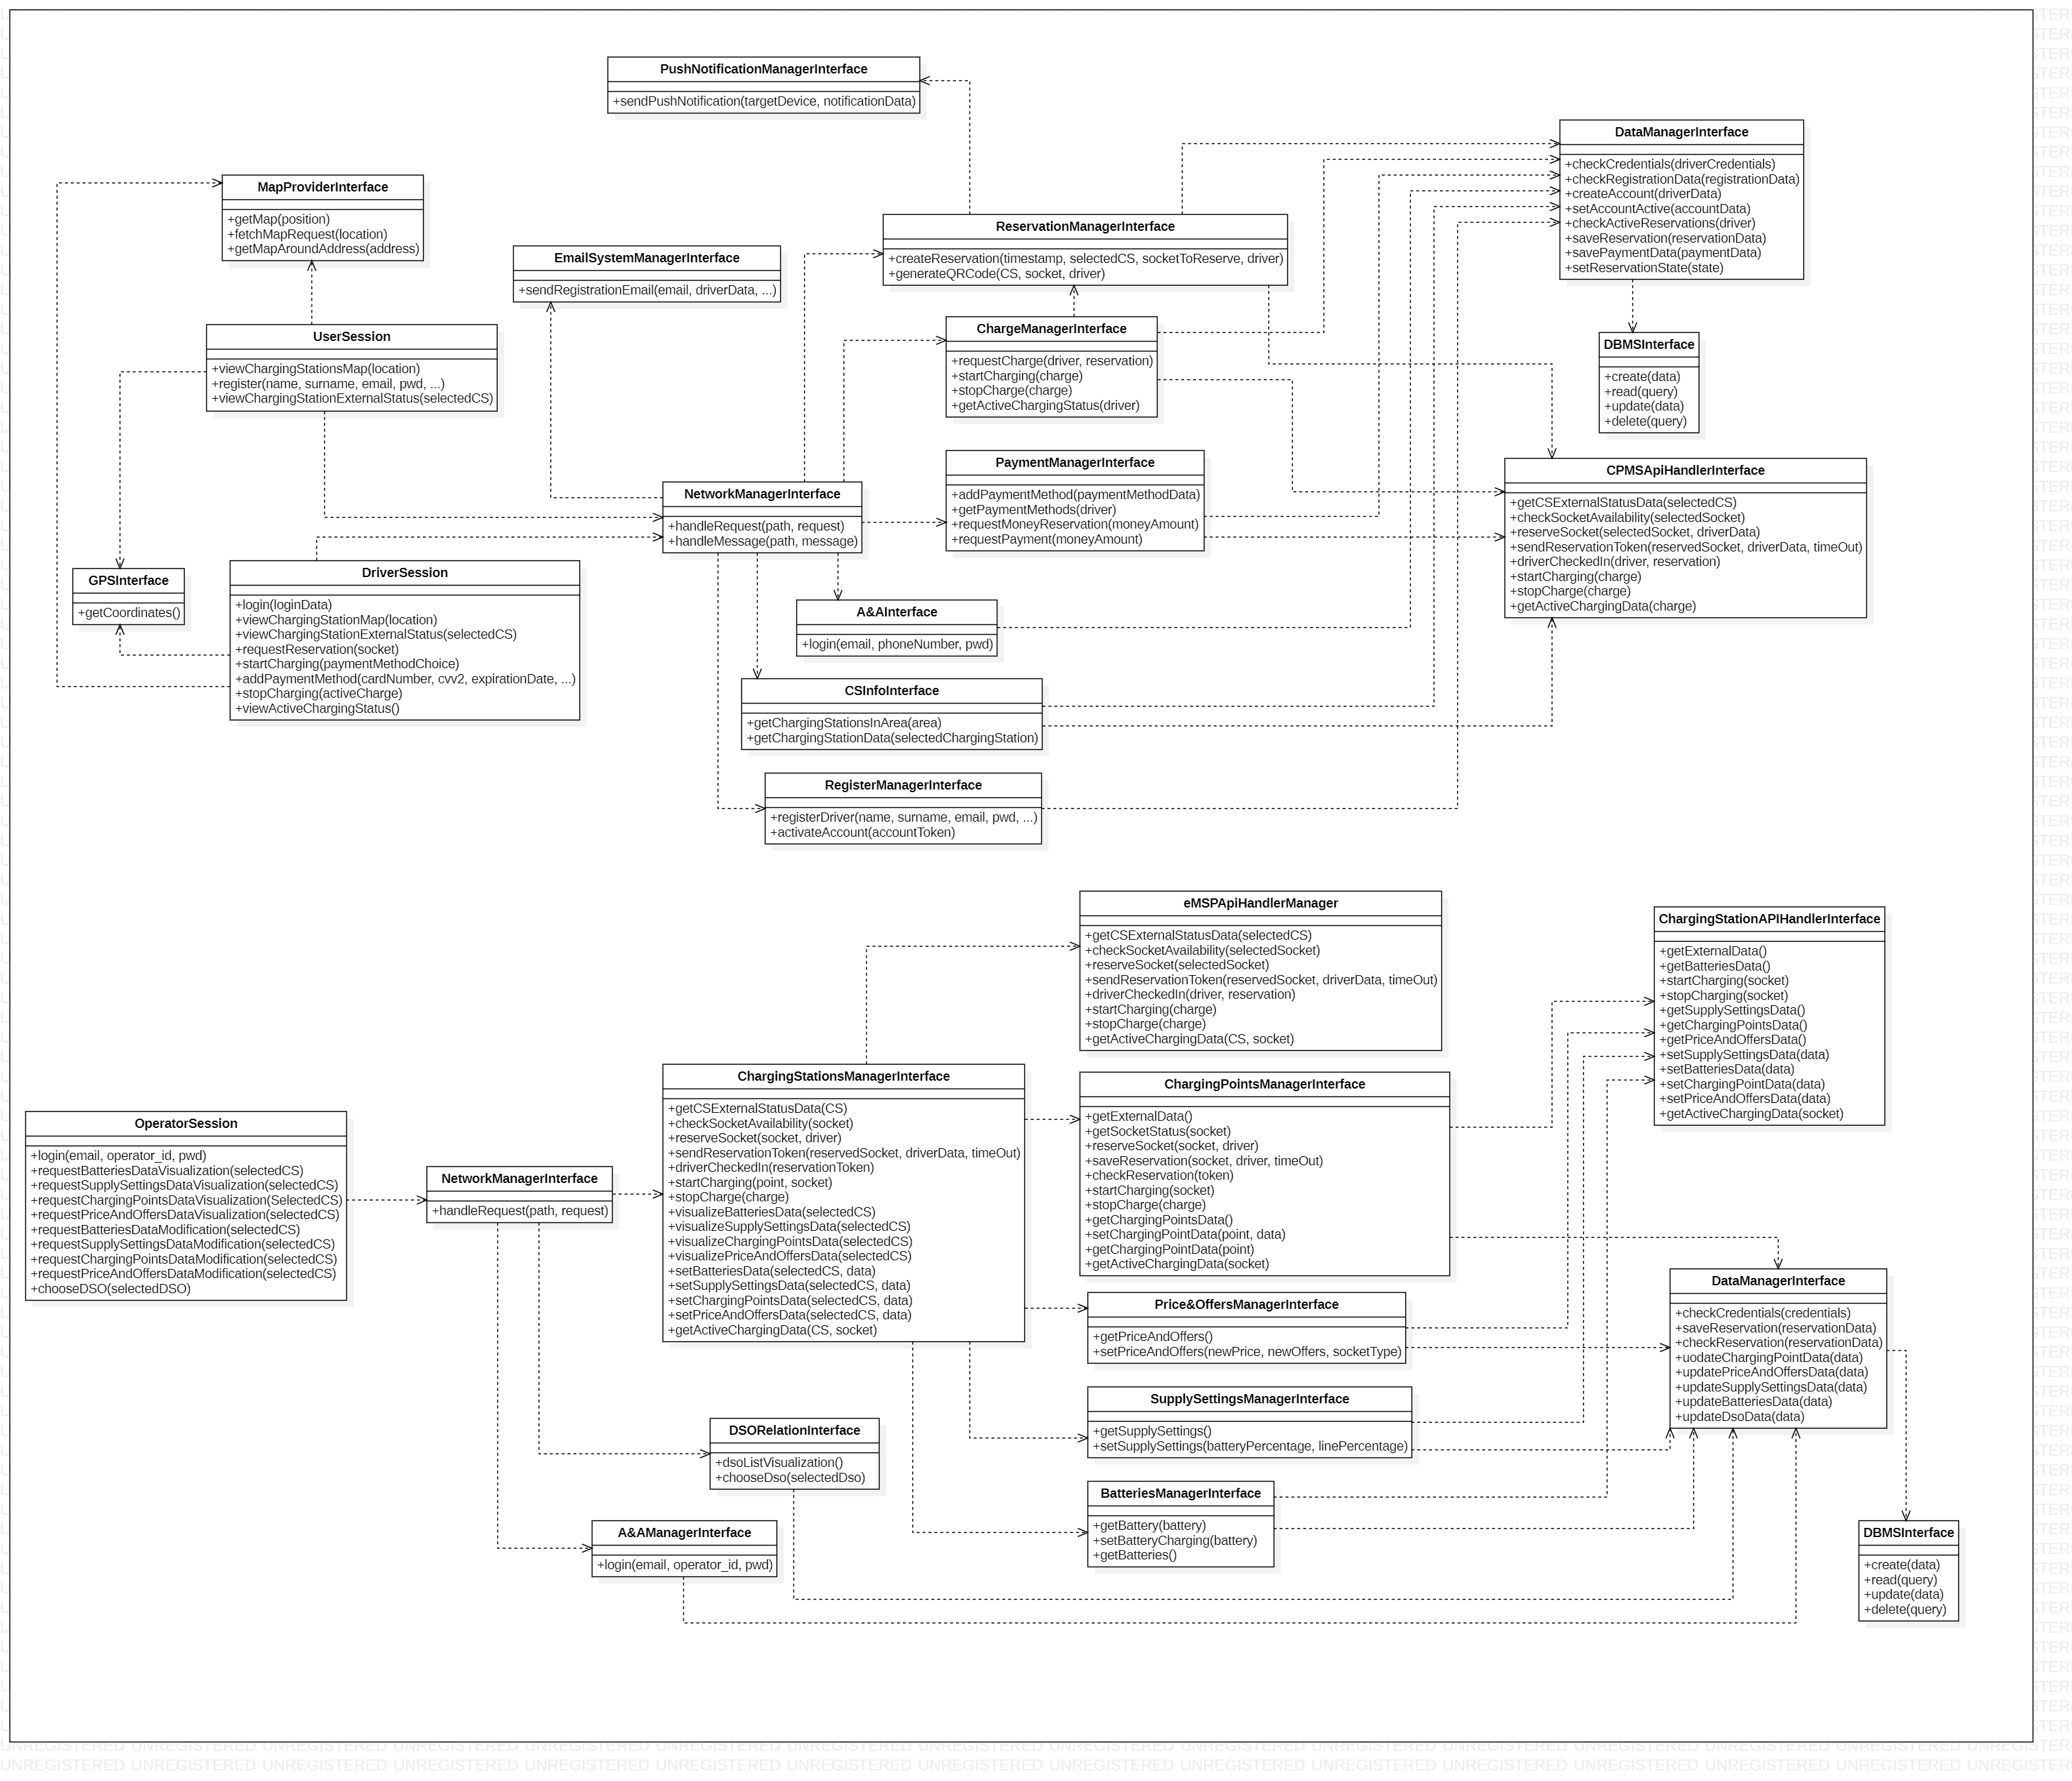 PushNotificationManagerInterface
+sendPushNotification(targetDevice, notificationData)
DataManagerInterface
+checkCredentials(driverCredentials)
+checkRegistrationData(registrationData)
+createAccount(driverData)
+setAccountActive(accountData)
+checkActiveReservations(driver)
+saveReservation(reservationData)
+savePaymentData(paymentData)
+setReservationState(state)
MapProviderInterface
+getMap(position)
+fetchMapRequest(location)
+getMapAroundAddress(address)
ReservationManagerInterface
+createReservation(timestamp, selectedCS, socketToReserve, driver)
+generateQRCode(CS, socket, driver)
EmailSystemManagerInterface
+sendRegistrationEmail(email, driverData, ...)
ChargeManagerInterface
+requestCharge(driver, reservation)
+startCharging(charge)
+stopCharge(charge)
+getActiveChargingStatus(driver)
UserSession
+viewChargingStationsMap(location)
+register(name, surname, email, pwd, ...)
+viewChargingStationExternalStatus(selectedCS)
DBMSInterface
+create(data)
+read(query)
+update(data)
+delete(query)
PaymentManagerInterface
+addPaymentMethod(paymentMethodData)
+getPaymentMethods(driver)
+requestMoneyReservation(moneyAmount)
+requestPayment(moneyAmount)
CPMSApiHandlerInterface
+getCSExternalStatusData(selectedCS)
+checkSocketAvailability(selectedSocket)
+reserveSocket(selectedSocket, driverData)
+sendReservationToken(reservedSocket, driverData, timeOut)
+driverCheckedIn(driver, reservation)
+startCharging(charge)
+stopCharge(charge)
+getActiveChargingData(charge)
NetworkManagerInterface
+handleRequest(path, request)
+handleMessage(path, message)
GPSInterface
+getCoordinates()
DriverSession
+login(loginData)
+viewChargingStationMap(location)
+viewChargingStationExternalStatus(selectedCS)
+requestReservation(socket)
+startCharging(paymentMethodChoice)
+addPaymentMethod(cardNumber, cvv2, expirationDate, ...)
+stopCharging(activeCharge)
+viewActiveChargingStatus()
A&AInterface
+login(email, phoneNumber, pwd)
CSInfoInterface
+getChargingStationsInArea(area)
+getChargingStationData(selectedChargingStation)
RegisterManagerInterface
+registerDriver(name, surname, email, pwd, ...)
+activateAccount(accountToken)
eMSPApiHandlerManager
+getCSExternalStatusData(selectedCS)
+checkSocketAvailability(selectedSocket)
+reserveSocket(selectedSocket)
+sendReservationToken(reservedSocket, driverData, timeOut)
+driverCheckedIn(driver, reservation)
+startCharging(charge)
+stopCharge(charge)
+getActiveChargingData(CS, socket)
ChargingStationAPIHandlerInterface
+getExternalData()
+getBatteriesData()
+startCharging(socket)
+stopCharging(socket)
+getSupplySettingsData()
+getChargingPointsData()
+getPriceAndOffersData()
+setSupplySettingsData(data)
+setBatteriesData(data)
+setChargingPointData(data)
+setPriceAndOffersData(data)
+getActiveChargingData(socket)
ChargingStationsManagerInterface
+getCSExternalStatusData(CS)
+checkSocketAvailability(socket)
+reserveSocket(socket, driver)
+sendReservationToken(reservedSocket, driverData, timeOut)
+driverCheckedIn(reservationToken)
+startCharging(point, socket)
+stopCharge(charge)
+visualizeBatteriesData(selectedCS)
+visualizeSupplySettingsData(selectedCS)
+visualizeChargingPointsData(selectedCS)
+visualizePriceAndOffersData(selectedCS)
+setBatteriesData(selectedCS, data)
+setSupplySettingsData(selectedCS, data)
+setChargingPointsData(selectedCS, data)
+setPriceAndOffersData(selectedCS, data)
+getActiveChargingData(CS, socket)
ChargingPointsManagerInterface
+getExternalData()
+getSocketStatus(socket)
+reserveSocket(socket, driver)
+saveReservation(socket, driver, timeOut)
+checkReservation(token)
+startCharging(socket)
+stopCharge(charge)
+getChargingPointsData()
+setChargingPointData(point, data)
+getChargingPointData(point)
+getActiveChargingData(socket)
OperatorSession
+login(email, operator_id, pwd)
+requestBatteriesDataVisualization(selectedCS)
+requestSupplySettingsDataVisualization(selectedCS)
+requestChargingPointsDataVisualization(SelectedCS)
+requestPriceAndOffersDataVisualization(selectedCS)
+requestBatteriesDataModification(selectedCS)
+requestSupplySettingsDataModification(selectedCS)
+requestChargingPointsDataModification(selectedCS)
+requestPriceAndOffersDataModification(selectedCS)
+chooseDSO(selectedDSO)
NetworkManagerInterface
+handleRequest(path, request)
Price&OffersManagerInterface
+getPriceAndOffers()
+setPriceAndOffers(newPrice, newOffers, socketType)
DataManagerInterface
+checkCredentials(credentials)
+saveReservation(reservationData)
+checkReservation(reservationData)
+uodateChargingPointData(data)
+updatePriceAndOffersData(data)
+updateSupplySettingsData(data)
+updateBatteriesData(data)
+updateDsoData(data)
SupplySettingsManagerInterface
+getSupplySettings()
+setSupplySettings(batteryPercentage, linePercentage)
DSORelationInterface
+dsoListVisualization()
+chooseDso(selectedDso)
BatteriesManagerInterface
+getBattery(battery)
+setBatteryCharging(battery)
+getBatteries()
A&AManagerInterface
+login(email, operator_id, pwd)
DBMSInterface
+create(data)
+read(query)
+update(data)
+delete(query)
UNREGISTERED UNREGISTERED UNREGISTERED UNREGISTERED UNREGISTERED UNREGISTERED UNREGISTERED UNREGISTERED UNREGISTERED UNREGISTERED UNREGISTERED UNREGISTERED UNREGISTERED UNREGISTERED UNREGISTERED UNREGISTERED